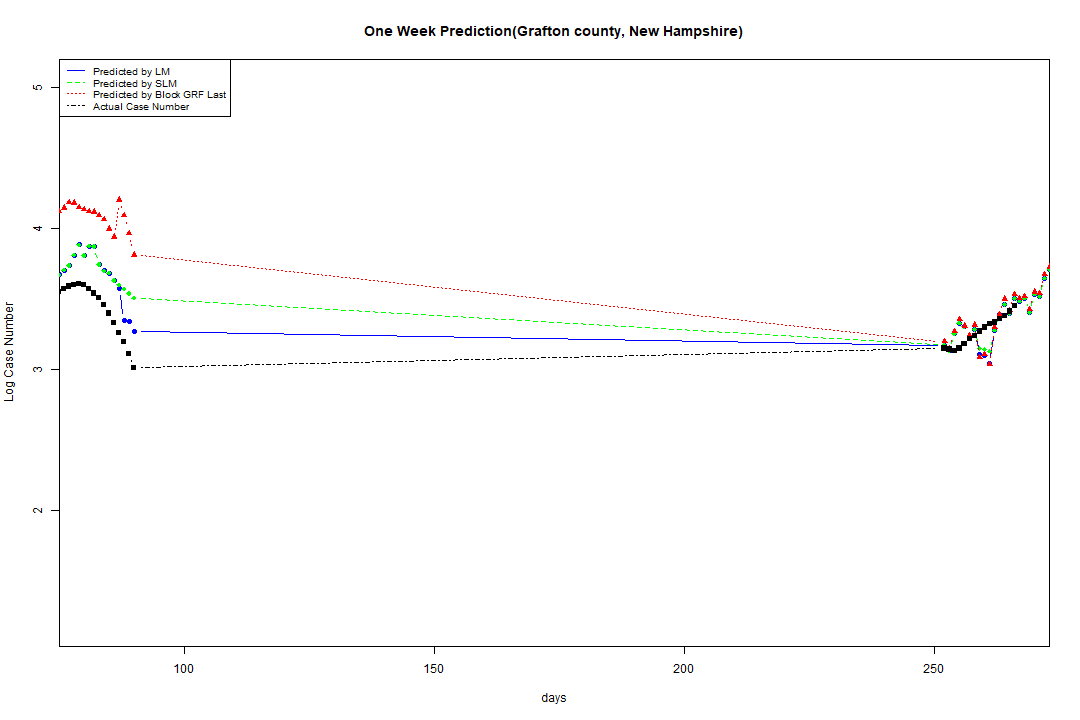 One Week Prediction(Grafton county, New Hampshire)
Predicted by LM
Predicted by SLM
Predicted by Block GRF Last
Actual Case Number
5
4
3
2
Log Case Number
100
150
200
250
days